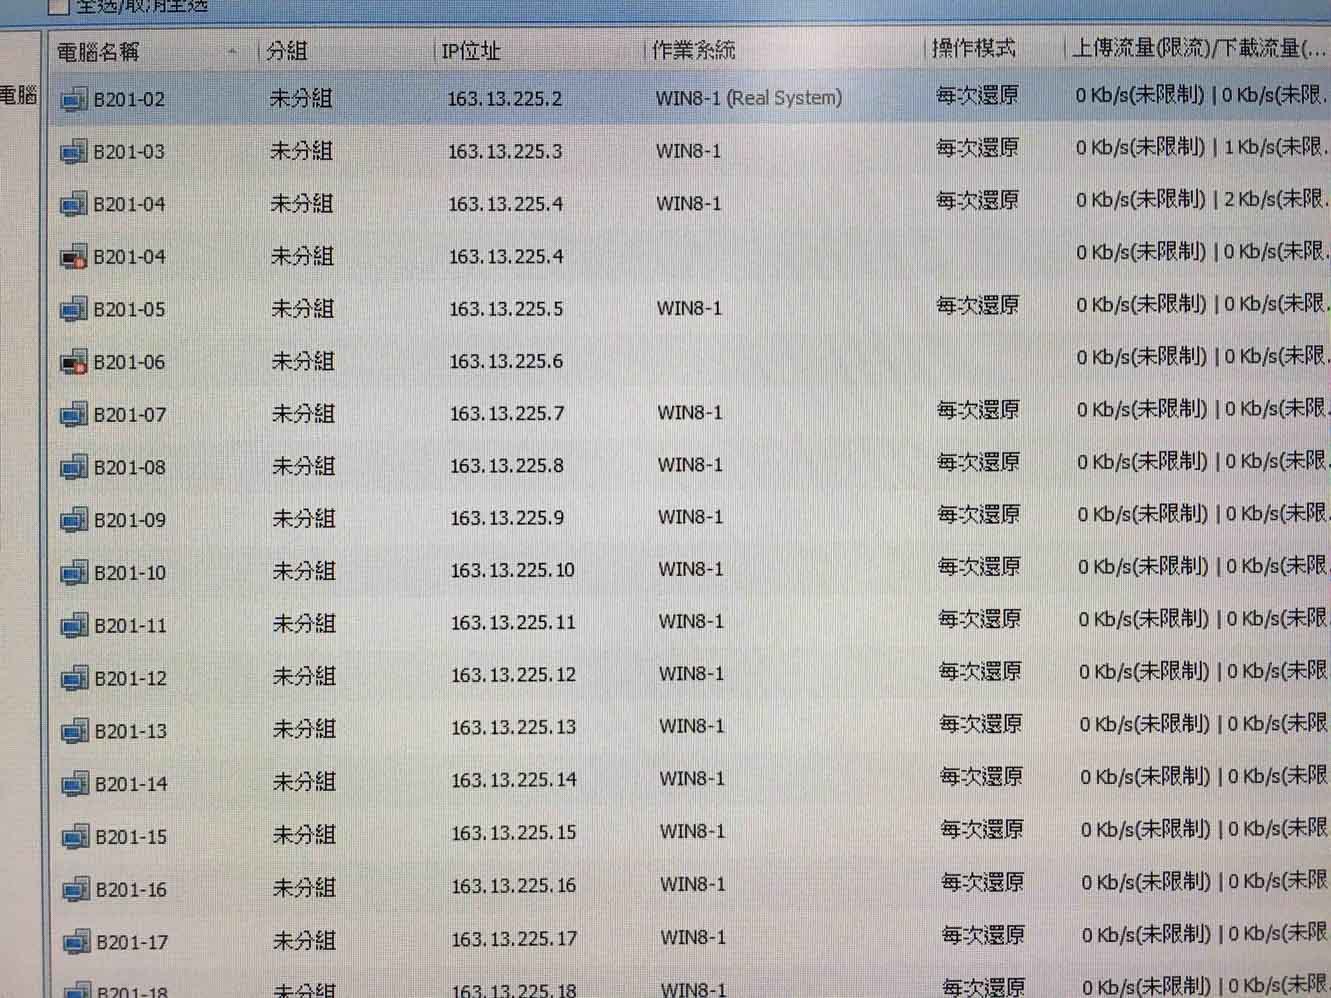 全选/取消全选
電腦名稱 分組 IP位址 作業系統 操作模式 上傳流量(限流)/下載流量(...
電腦
B201-02 未分組 163.13.225.2 WIN8-1 (Real System) 每次還原 0 Kb/s(未限制) | 0 Kb/s(未限.
B201-03 未分組 163.13.225.3 WIN8-1 每次還原 0 Kb/s(未限制) | 1 Kb/s(未限.
B201-04 未分組 163.13.225.4 WIN8-1 每次還原 0 Kb/s(未限制) | 2 Kb/s(未限.
B201-04 未分組 163.13.225.4 0 Kb/s(未限制) | 0 Kb/s(未限.
B201-05 未分組 163.13.225.5 WIN8-1 每次還原 0 Kb/s(未限制) | 0 Kb/s(未限.
B201-06 未分組 163.13.225.6 0 Kb/s(未限制) | 0 Kb/s(未限.
B201-07 未分組 163.13.225.7 WIN8-1 每次還原 0 Kb/s(未限制) | 0 Kb/s(未限.
B201-08 未分組 163.13.225.8 WIN8-1 每次還原 0 Kb/s(未限制) | 0 Kb/s(未限.
B201-09 未分組 163.13.225.9 WIN8-1 每次還原 0 Kb/s(未限制) | 0 Kb/s(未限.
B201-10 未分組 163.13.225.10 WIN8-1 每次還原 0 Kb/s(未限制) | 0 Kb/s(未限
B201-11 未分組 163.13.225.11 WIN8-1 每次還原 0 Kb/s(未限制) | 0 Kb/s(未限
B201-12 未分組 163.13.225.12 WIN8-1 每次還原 0 Kb/s(未限制) | 0 Kb/s(未限
B201-13 未分組 163.13.225.13 WIN8-1 每次還原 0 Kb/s(未限制) | 0 Kb/s(未限
B201-14 未分組 163.13.225.14 WIN8-1 每次還原 0 Kb/s(未限制) | 0 Kb/s(未限
B201-15 未分組 163.13.225.15 WIN8-1 每次還原 0 Kb/s(未限制) | 0 Kb/s(未限
B201-16 未分組 163.13.225.16 WIN8-1 每次還原 0 Kb/s(未限制) | 0 Kb/s(未限
B201-17 未分組 163.13.225.17 WIN8-1 每次還原 0 Kb/s(未限制) | 0 Kb/s(未限
B201-18 未分組 163.13.225.18 WIN8-1 每次還原 0 Kb/s(未限制) | 0 Kb/s(未限